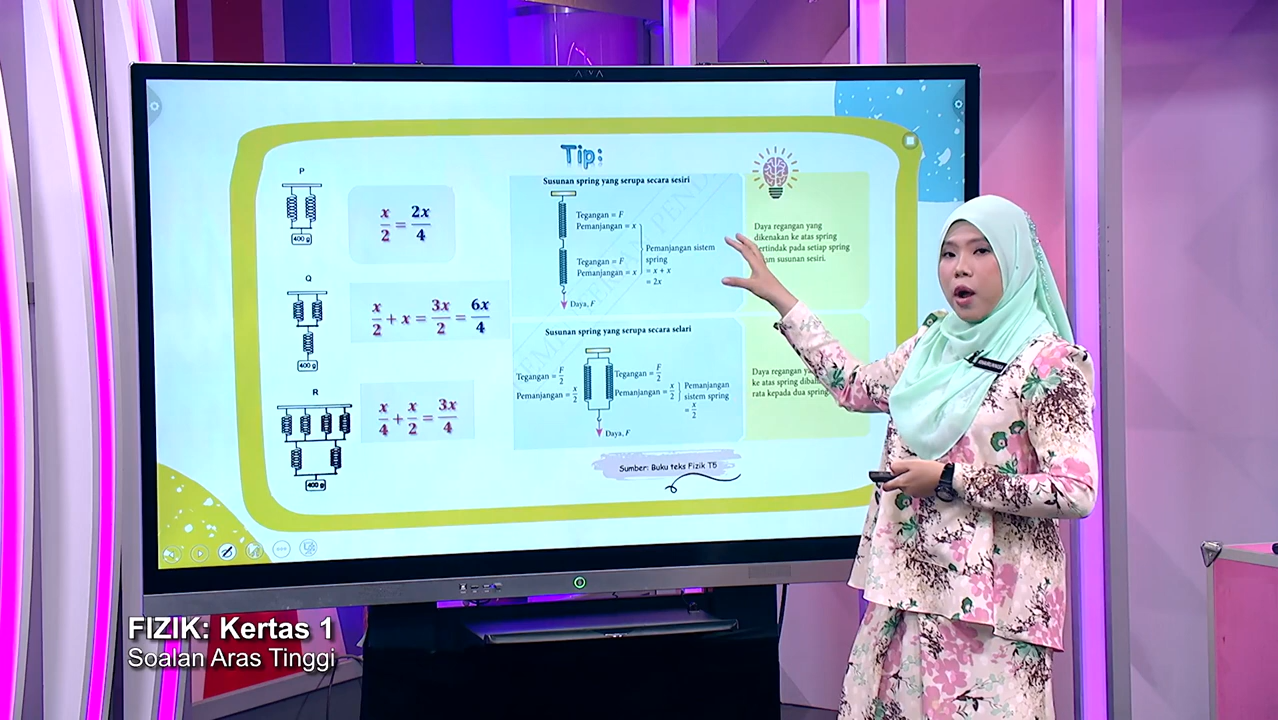 Tip:
P
400 g
x/2 = 2x/4
Q
400 g
x/2 + x = 3x/2 = 6x/4
R
400 g
x/4 + x/2 = 3x/4
Susunan spring yang serupa secara sesiri
Tegangan = F
Pemanjangan = x
Tegangan = F
Pemanjangan = x
Pemanjangan sistem
spring
= x + x
= 2x
Daya, F
Daya regangan yang
dikenakan ke atas spring
bertindak pada setiap spring
dalam susunan sesiri.
Susunan spring yang serupa secara selari
Tegangan = F/2
Pemanjangan = x/2
Tegangan = F/2
Pemanjangan = x/2
Pemanjangan
sistem spring
= x/2
Daya, F
Daya regangan
ke atas spring
rata kepada dua spring
Sumber: Buku teks Fizik T5
FIZIK: Kertas 1
Soalan Aras Tinggi